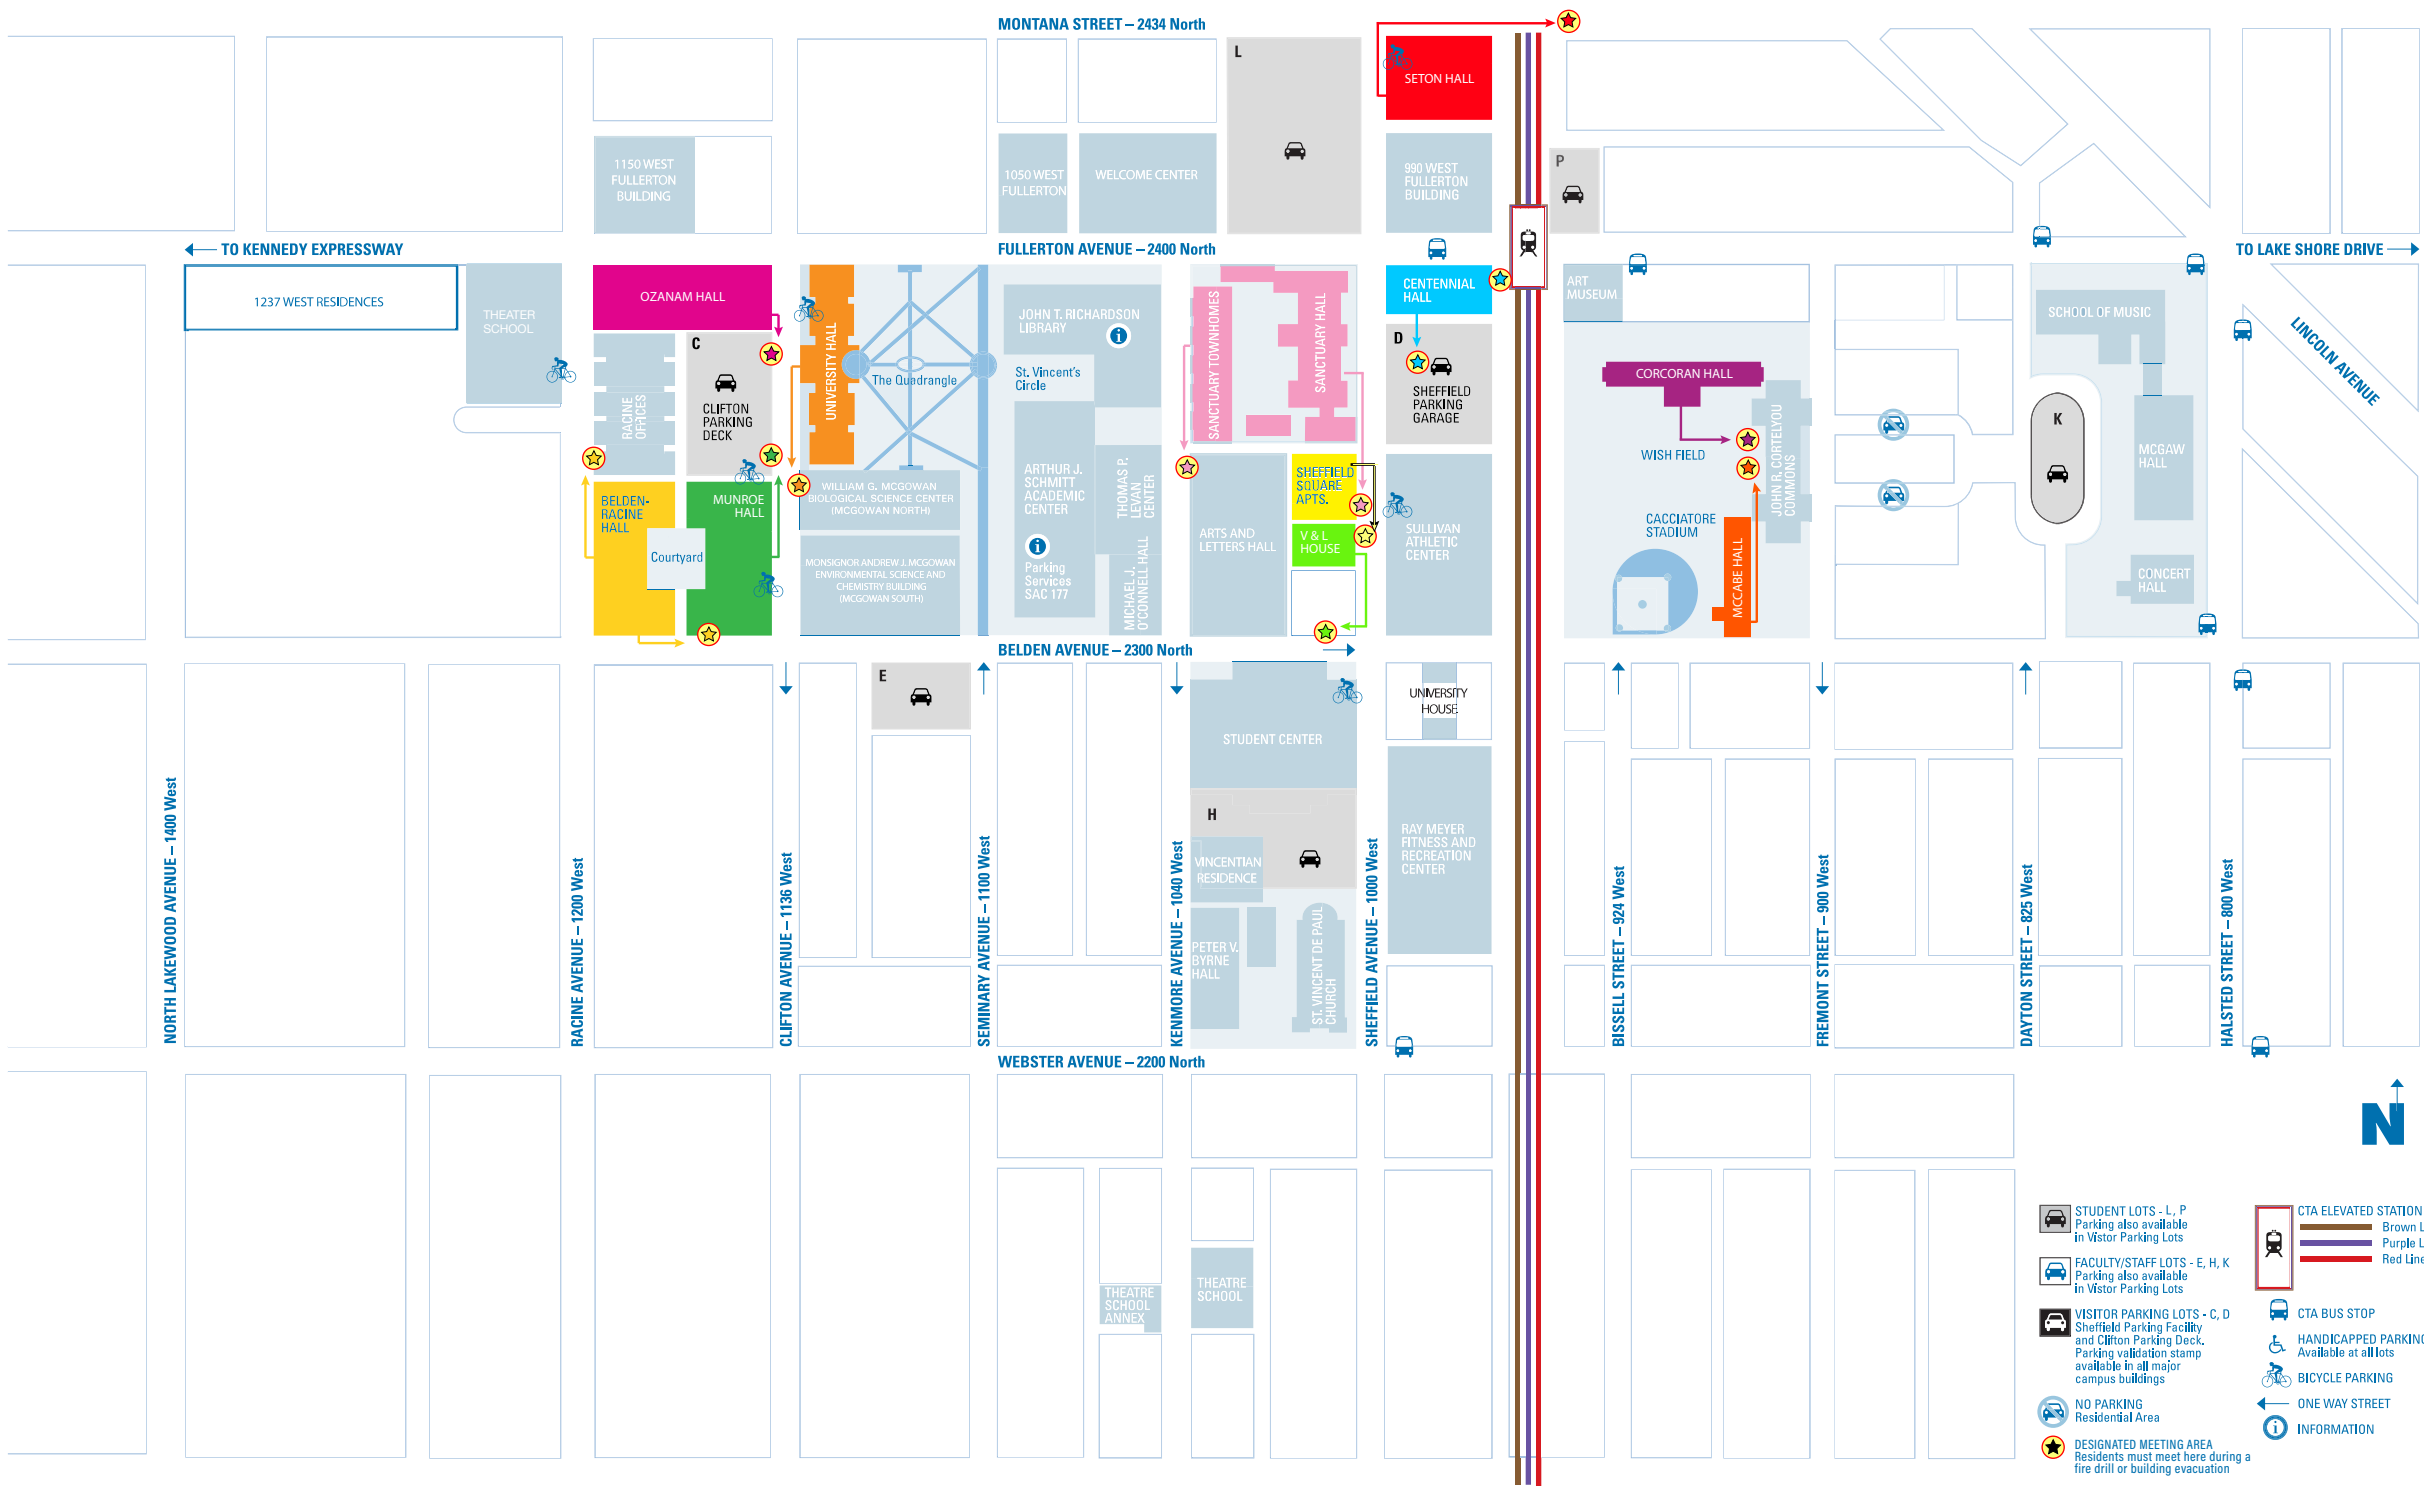 MONTANA STREET – 2434 North
L
SETON HALL
1150 WEST
FULLERTON
BUILDING
1050 WEST
FULLERTON
WELCOME CENTER
990 WEST
FULLERTON
BUILDING
P
TO KENNEDY EXPRESSWAY
FULLERTON AVENUE – 2400 North
TO LAKE SHORE DRIVE
1237 WEST RESIDENCES
THEATER
SCHOOL
OZANAM HALL
RACINE
OFFICES
C
CLIFTON
PARKING
DECK
UNIVERSITY HALL
The Quadrangle
JOHN T. RICHARDSON
LIBRARY
St. Vincent's
Circle
SANCTUARY TOWNHOMES
SANCTUARY HALL
CENTENNIAL
HALL
D
SHEFFIELD
PARKING
GARAGE
ART
MUSEUM
CORCORAN HALL
WISH FIELD
JOHN R. CORTELYOU
COMMONS
SCHOOL OF MUSIC
LINCOLN AVENUE
K
MCGAW
HALL
BELDEN-
RACINE
HALL
Courtyard
MUNROE
HALL
WILLIAM G. MCGOWAN
BIOLOGICAL SCIENCE CENTER
(MCGOWAN NORTH)
MONSIGNOR ANDREW J. MCGOWAN
ENVIRONMENTAL SCIENCE AND
CHEMISTRY BUILDING
(MCGOWAN SOUTH)
ARTHUR J.
SCHMITT
ACADEMIC
CENTER
Parking
Services
SAC 177
THOMAS P.
LEVAN
CENTER
MICHAEL J.
O'CONNELL HALL
ARTS AND
LETTERS HALL
SHEFFIELD
SQUARE
APTS.
V & L
HOUSE
SULLIVAN
ATHLETIC
CENTER
CACCIATORE
STADIUM
MCCABE HALL
CONCERT
HALL
BELDEN AVENUE – 2300 North
E
STUDENT CENTER
UNIVERSITY
HOUSE
H
VINCENTIAN
RESIDENCE
RAY MEYER
FITNESS AND
RECREATION
CENTER
PETER V.
BYRNE
HALL
ST. VINCENT DE PAUL
CHURCH
NORTH LAKEWOOD AVENUE – 1400 West
RACINE AVENUE – 1200 West
CLIFTON AVENUE – 1136 West
SEMINARY AVENUE – 1100 West
KENMORE AVENUE – 1040 West
SHEFFIELD AVENUE – 1000 West
BISSELL STREET – 924 West
FREMONT STREET – 900 West
DAYTON STREET – 825 West
HALSTED STREET – 800 West
WEBSTER AVENUE – 2200 North
N
THEATRE
SCHOOL
ANNEX
THEATRE
SCHOOL
STUDENT LOTS - L, P
Parking also available
in Vistor Parking Lots
FACULTY/STAFF LOTS - E, H, K
Parking also available
in Vistor Parking Lots
VISITOR PARKING LOTS - C, D
Sheffield Parking Facility
and Clifton Parking Deck.
Parking validation stamp
available in all major
campus buildings
NO PARKING
Residential Area
DESIGNATED MEETING AREA
Residents must meet here during a
fire drill or building evacuation
CTA ELEVATED STATION
Brown L
Purple L
Red Line
CTA BUS STOP
HANDICAPPED PARKING
Available at all lots
BICYCLE PARKING
ONE WAY STREET
INFORMATION